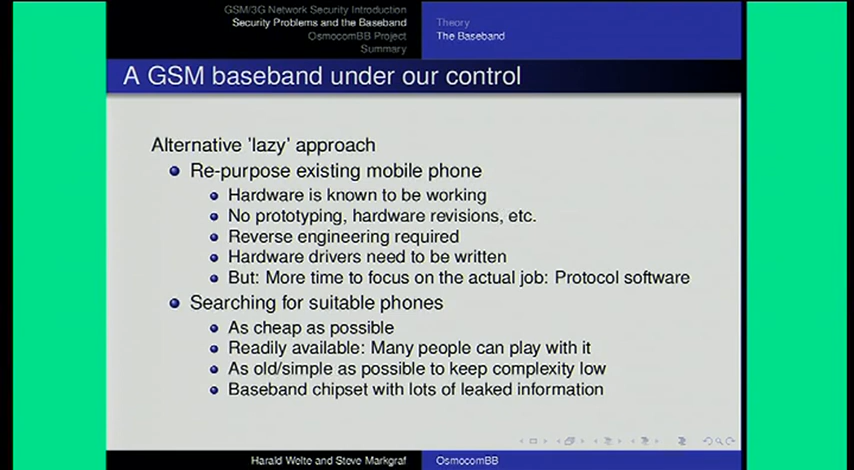 GSM/3G Network Security Introduction
Security Problems and the Baseband
OsmocomBB Project
Summary
Theory
The Baseband
A GSM baseband under our control
Alternative 'lazy' approach
Re-purpose existing mobile phone
Hardware is known to be working
No prototyping, hardware revisions, etc.
Reverse engineering required
Hardware drivers need to be written
But: More time to focus on the actual job: Protocol software
Searching for suitable phones
As cheap as possible
Readily available: Many people can play with it
As old/simple as possible to keep complexity low
Baseband chipset with lots of leaked information
Harald Welte and Steve Markgraf
OsmocomBB